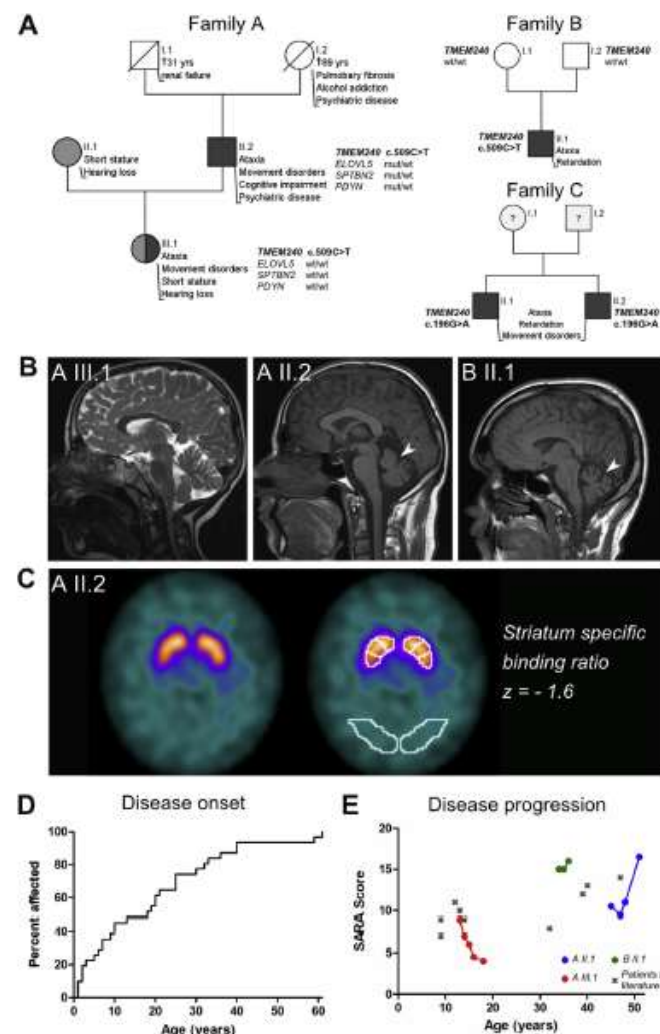 A
Family A
I.1
†31 yrs
renal failure
I.2
†89 yrs
Pulmonary fibrosis
Alcohol addiction
Psychiatric disease
II.1
Short stature
Hearing loss
II.2
Ataxia
Movement disorders
Cognitive impairment
Psychiatric disease
TMEM240 c.509C>T
ELOVL5 mut/wt
SPTBN2 mut/wt
PDYN mut/wt
III.1
Ataxia
Movement disorders
Short stature
Hearing loss
TMEM240 c.509C>T
ELOVL5 wt/wt
SPTBN2 wt/wt
PDYN wt/wt
Family B
TMEM240
wt/wt
I.1
I.2
TMEM240
wt/wt
TMEM240
c.509C>T
II.1
Ataxia
Retardation
Family C
?
I.1
?
I.2
TMEM240
c.196G>A
II.1
Ataxia
Retardation
Movement disorders
II.2
TMEM240
c.196G>A
B
A III.1
A II.2
B II.1
C
A II.2
Striatum specific
binding ratio
z = - 1.6
D
Disease onset
Percent affected
100
80
60
40
20
0
0 10 20 30 40 50 60
Age (years)
E
Disease progression
SARA Score
20
15
10
5
0
0 10 20 30 40 50
Age (years)
A II.1
B II.1
A III.1
Patients
literature